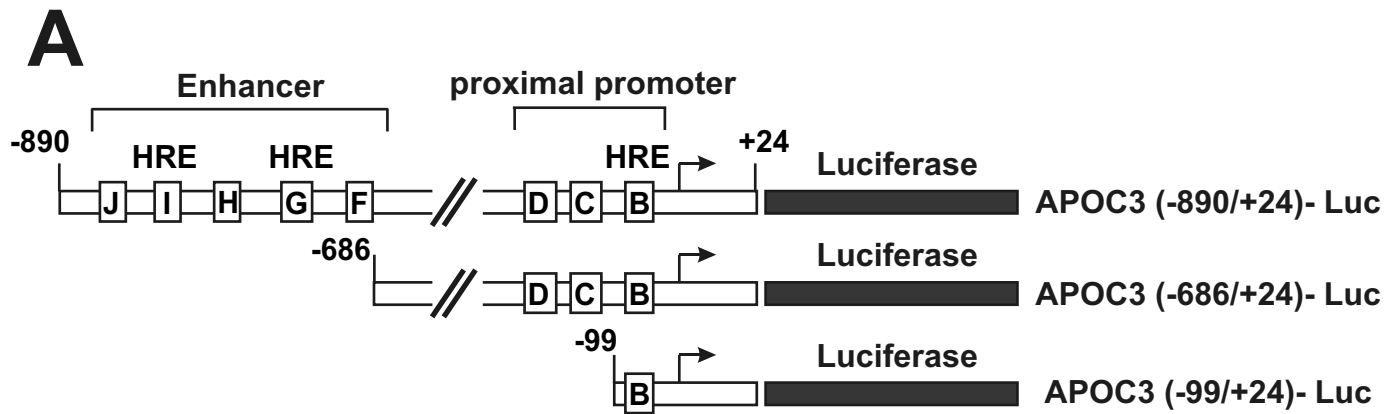 A
Enhancer
proximal promoter
-890
HRE
HRE
HRE
+24
Luciferase
J I H G F D C B
APOC3 (-890/+24)- Luc
-686
Luciferase
D C B
APOC3 (-686/+24)- Luc
-99
Luciferase
B
APOC3 (-99/+24)- Luc